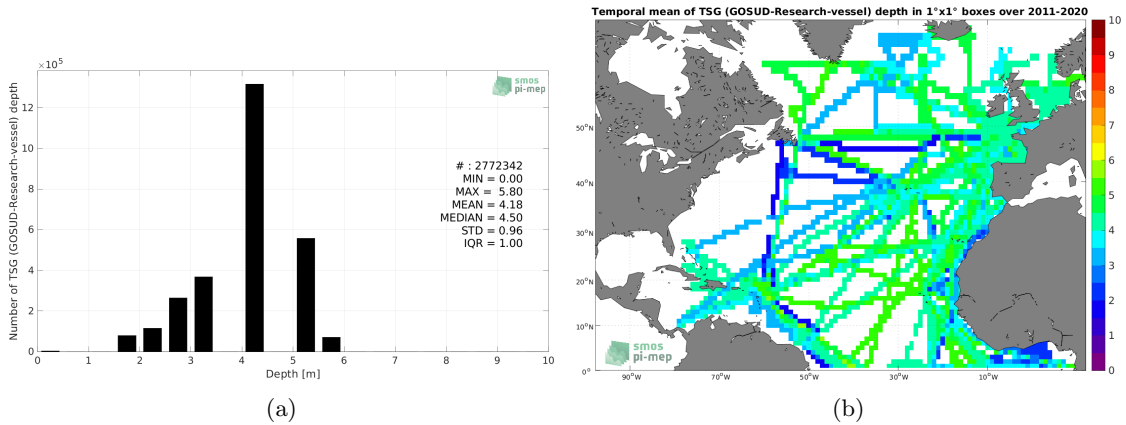 ×10⁵
12
10
8
6
4
2
0
Number of TSG (GOSUD-Research-vessel) depth
0 1 2 3 4 5 6 7 8 9 10
Depth [m]
smos
pi-mep
# : 2772342
MIN = 0.00
MAX = 5.80
MEAN = 4.18
MEDIAN = 4.50
STD = 0.96
IQR = 1.00
(a)
Temporal mean of TSG (GOSUD-Research-vessel) depth in 1°x1° boxes over 2011-2020
50°N
40°N
30°N
20°N
10°N
0°
90°W 70°W 50°W 30°W 10°W
smos
pi-mep
10
9
8
7
6
5
4
3
2
1
0
(b)